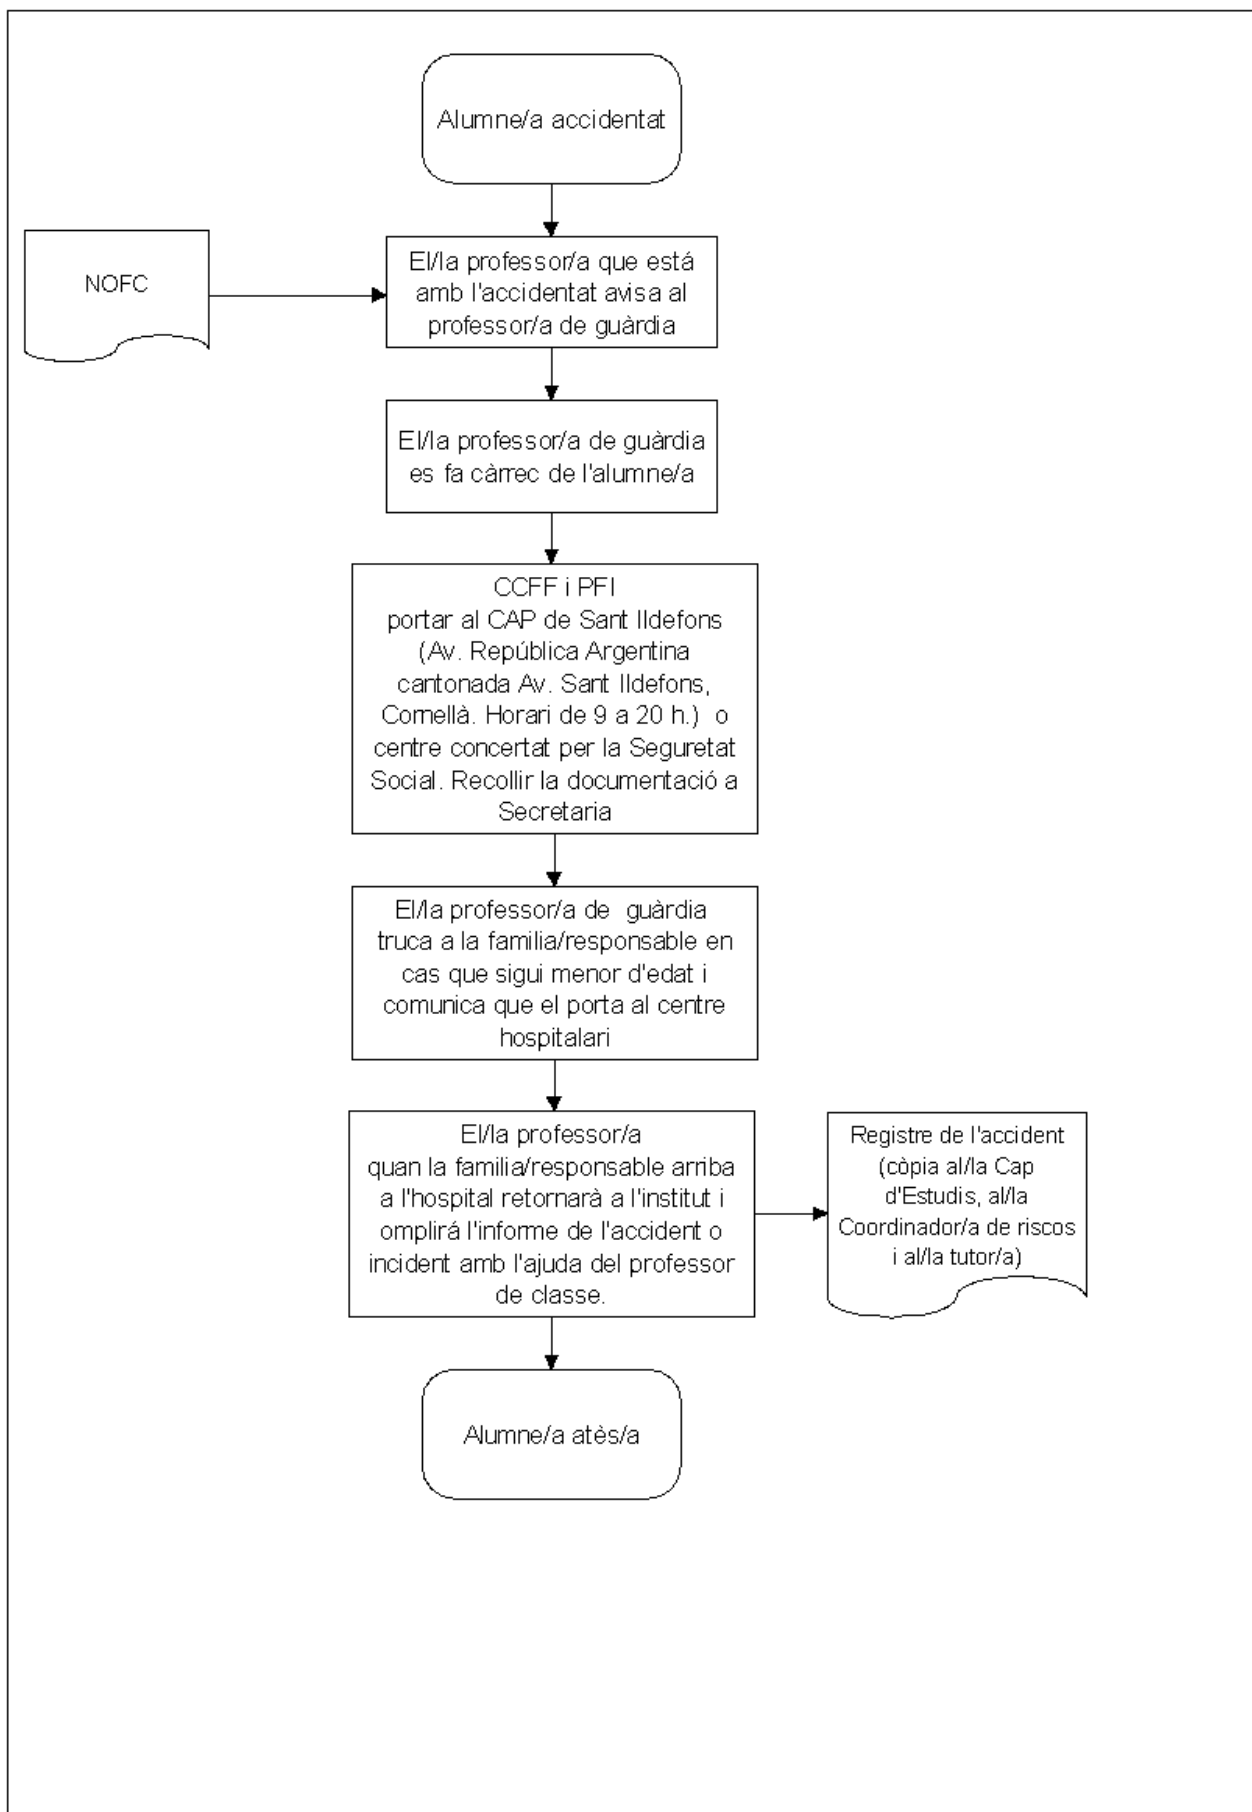 Alumne/a accidentat
NOFC
El/la professor/a que está
amb l'accidentat avisa al
professor/a de guàrdia
El/la professor/a de guàrdia
es fa càrrec de l'alumne/a
CCFF i PFI
portar al CAP de Sant Ildefons
(Av. República Argentina
cantonada Av. Sant Ildefons,
Cornellà. Horari de 9 a 20 h.) o
centre concertat per la Seguretat
Social. Recollir la documentació a
Secretaria
El/la professor/a de guàrdia
truca a la familia/responsable en
cas que sigui menor d'edat i
comunica que el porta al centre
hospitalari
El/la professor/a
quan la familia/responsable arriba
a l'hospital retornarà a l'institut i
omplirá l'informe de l'accident o
incident amb l'ajuda del professor
de classe.
Registre de l'accident
(còpia al/la Cap
d'Estudis, al/la
Coordinador/a de riscos
i al/la tutor/a)
Alumne/a atès/a